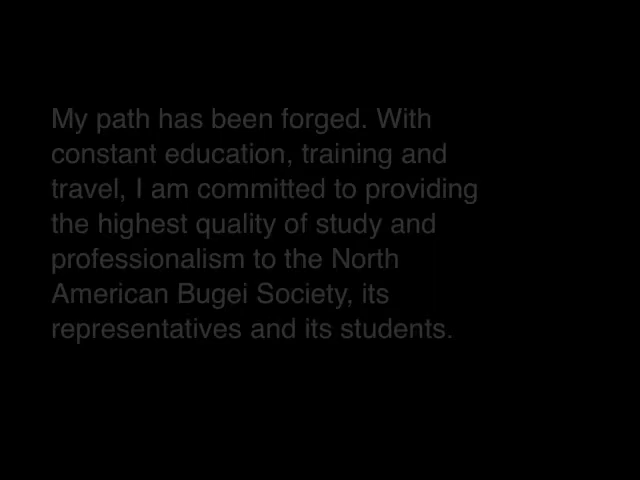 My path has been forged. With
constant education, training and
travel, I am committed to providing
the highest quality of study and
professionalism to the North
American Bugei Society, its
representatives and its students.